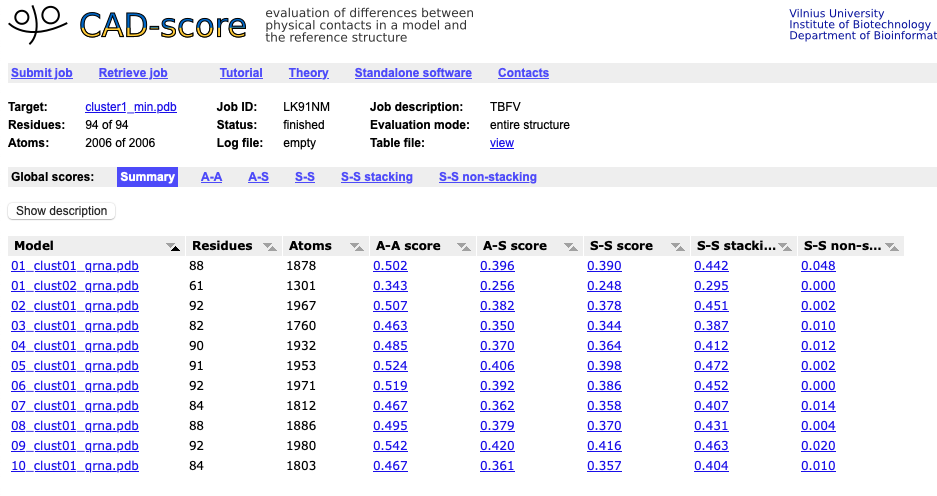 CAD-score
evaluation of differences between
physical contacts in a model and
the reference structure
Vilnius University
Institute of Biotechnology
Department of Bioinformat
Submit job Retrieve job Tutorial Theory Standalone software Contacts
Target: cluster1_min.pdb Job ID: LK91NM Job description: TBFV
Residues: 94 of 94 Status: finished Evaluation mode: entire structure
Atoms: 2006 of 2006 Log file: empty Table file: view
Global scores: Summary A-A A-S S-S S-S stacking S-S non-stacking
Show description
Model Residues Atoms A-A score A-S score S-S score S-S stacki... S-S non-s...
01_clust01_qrna.pdb 88 1878 0.502 0.396 0.390 0.442 0.048
01_clust02_qrna.pdb 61 1301 0.343 0.256 0.248 0.295 0.000
02_clust01_qrna.pdb 92 1967 0.507 0.382 0.378 0.451 0.002
03_clust01_qrna.pdb 82 1760 0.463 0.350 0.344 0.387 0.010
04_clust01_qrna.pdb 90 1932 0.485 0.370 0.364 0.412 0.012
05_clust01_qrna.pdb 91 1953 0.524 0.406 0.398 0.472 0.002
06_clust01_qrna.pdb 92 1971 0.519 0.392 0.386 0.452 0.000
07_clust01_qrna.pdb 84 1812 0.467 0.362 0.358 0.407 0.014
08_clust01_qrna.pdb 88 1886 0.495 0.379 0.370 0.431 0.004
09_clust01_qrna.pdb 92 1980 0.542 0.420 0.416 0.463 0.020
10_clust01_qrna.pdb 84 1803 0.467 0.361 0.357 0.404 0.010